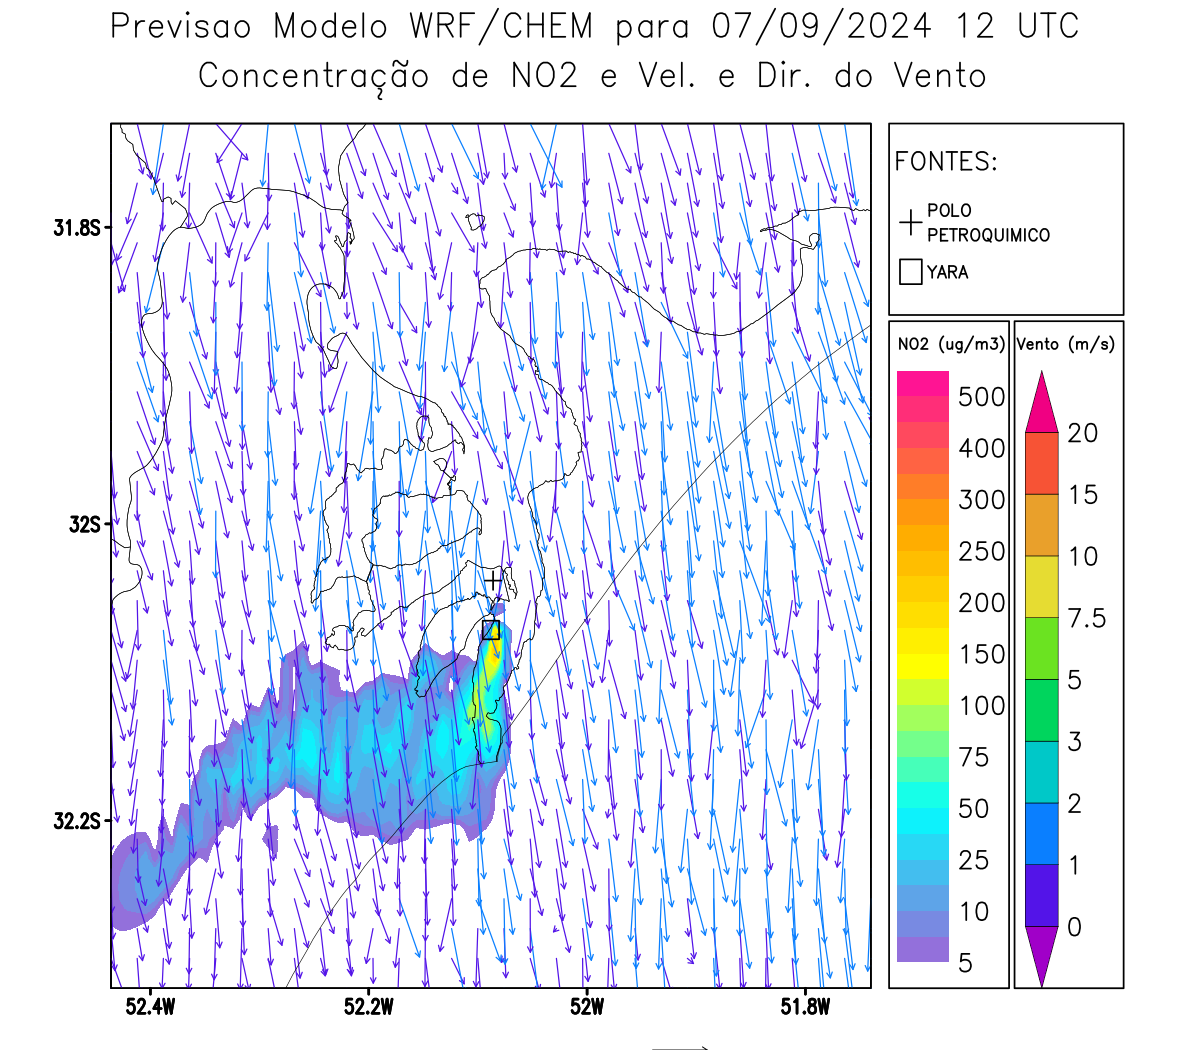 Previsao Modelo WRF/CHEM para 07/09/2024 12 UTC
Concentração de NO2 e Vel. e Dir. do Vento
FONTES:
POLO
PETROQUIMICO
YARA
NO2 (ug/m3)
500
400
300
250
200
150
100
75
50
25
10
5
Vento (m/s)
20
15
10
7.5
5
3
2
1
0
31.8S
32S
32.2S
52.4W
52.2W
52W
51.8W